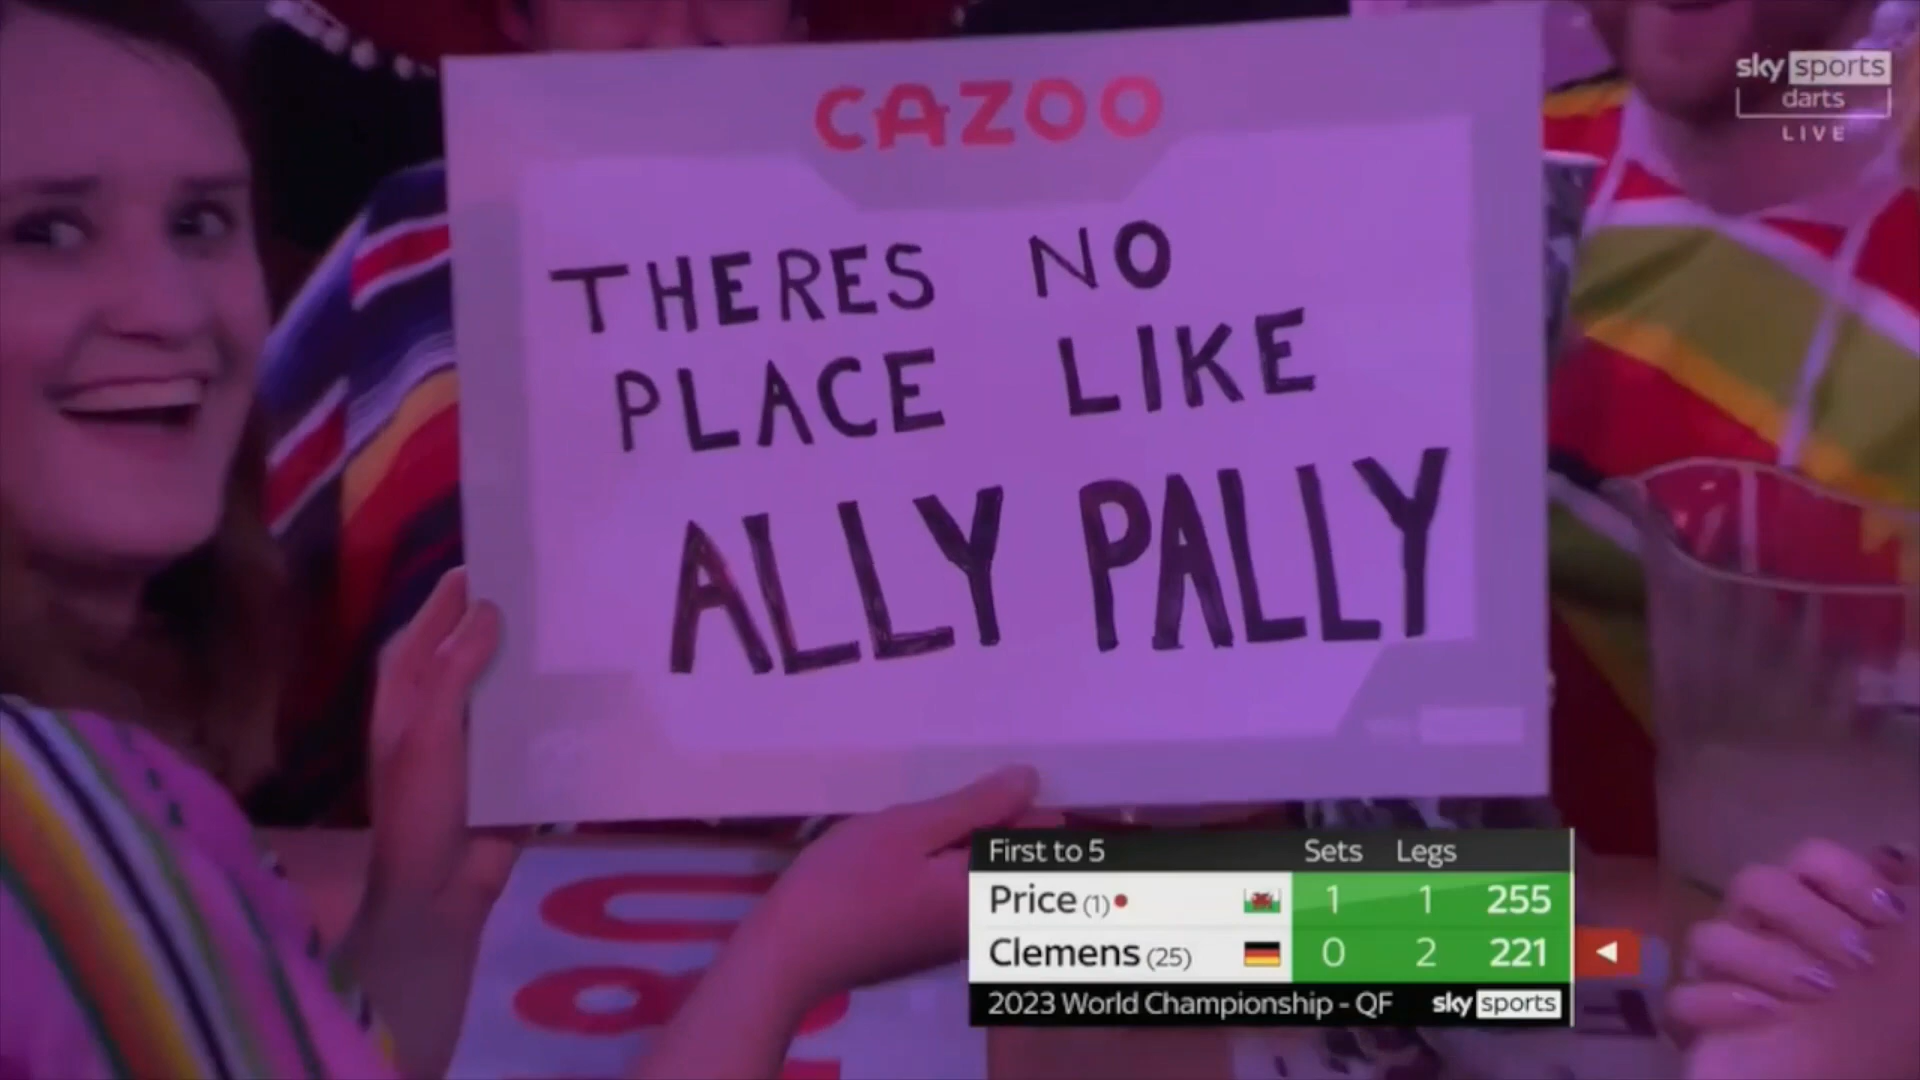 CAZOO
THERES NO
PLACE LIKE
ALLY PALLY
sky sports
darts
LIVE
First to 5 Sets Legs
Price (1) 1 1 255
Clemens (25) 0 2 221
2023 World Championship - QF sky sports